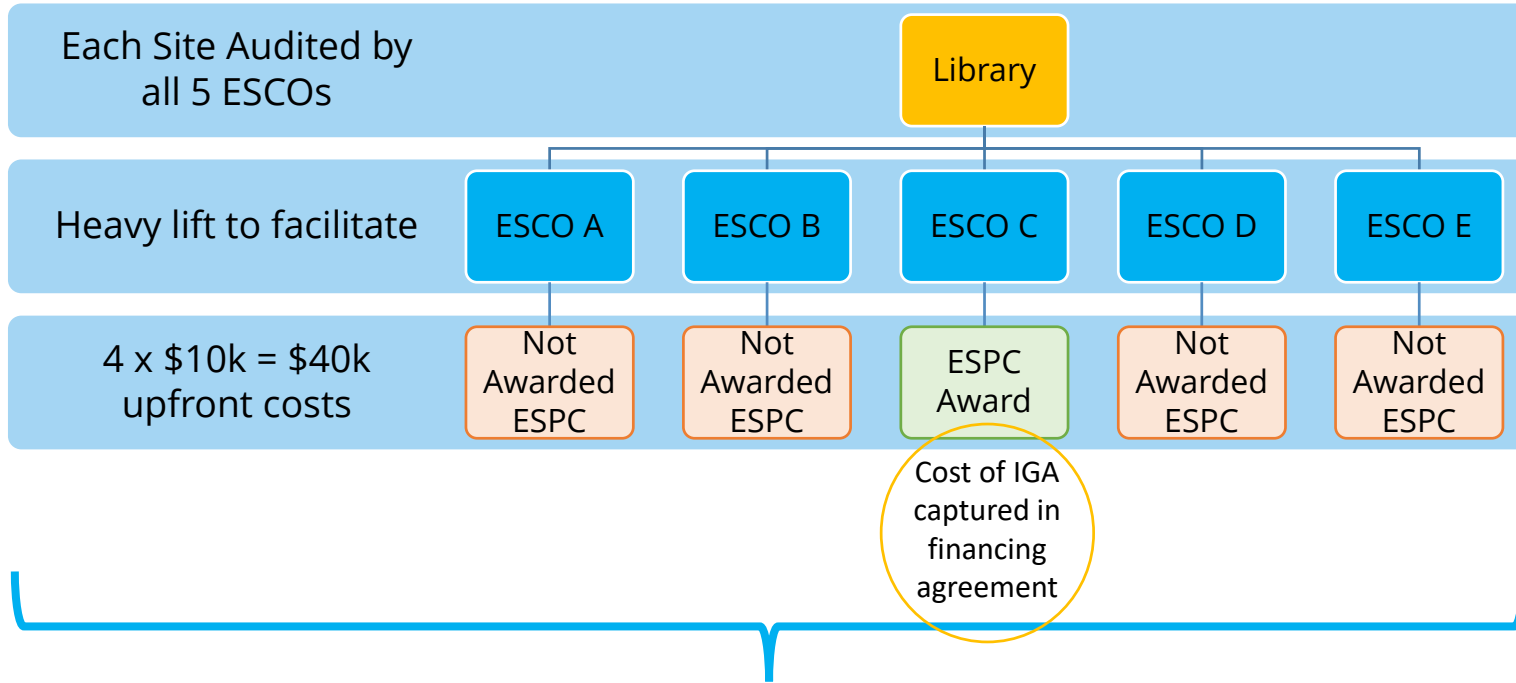 Each Site Audited by
all 5 ESCOs
Library
Heavy lift to facilitate
ESCO A
ESCO B
ESCO C
ESCO D
ESCO E
4 x $10k = $40k
upfront costs
Not
Awarded
ESPC
Not
Awarded
ESPC
ESPC
Award
Not
Awarded
ESPC
Not
Awarded
ESPC
Cost of IGA
captured in
financing
agreement